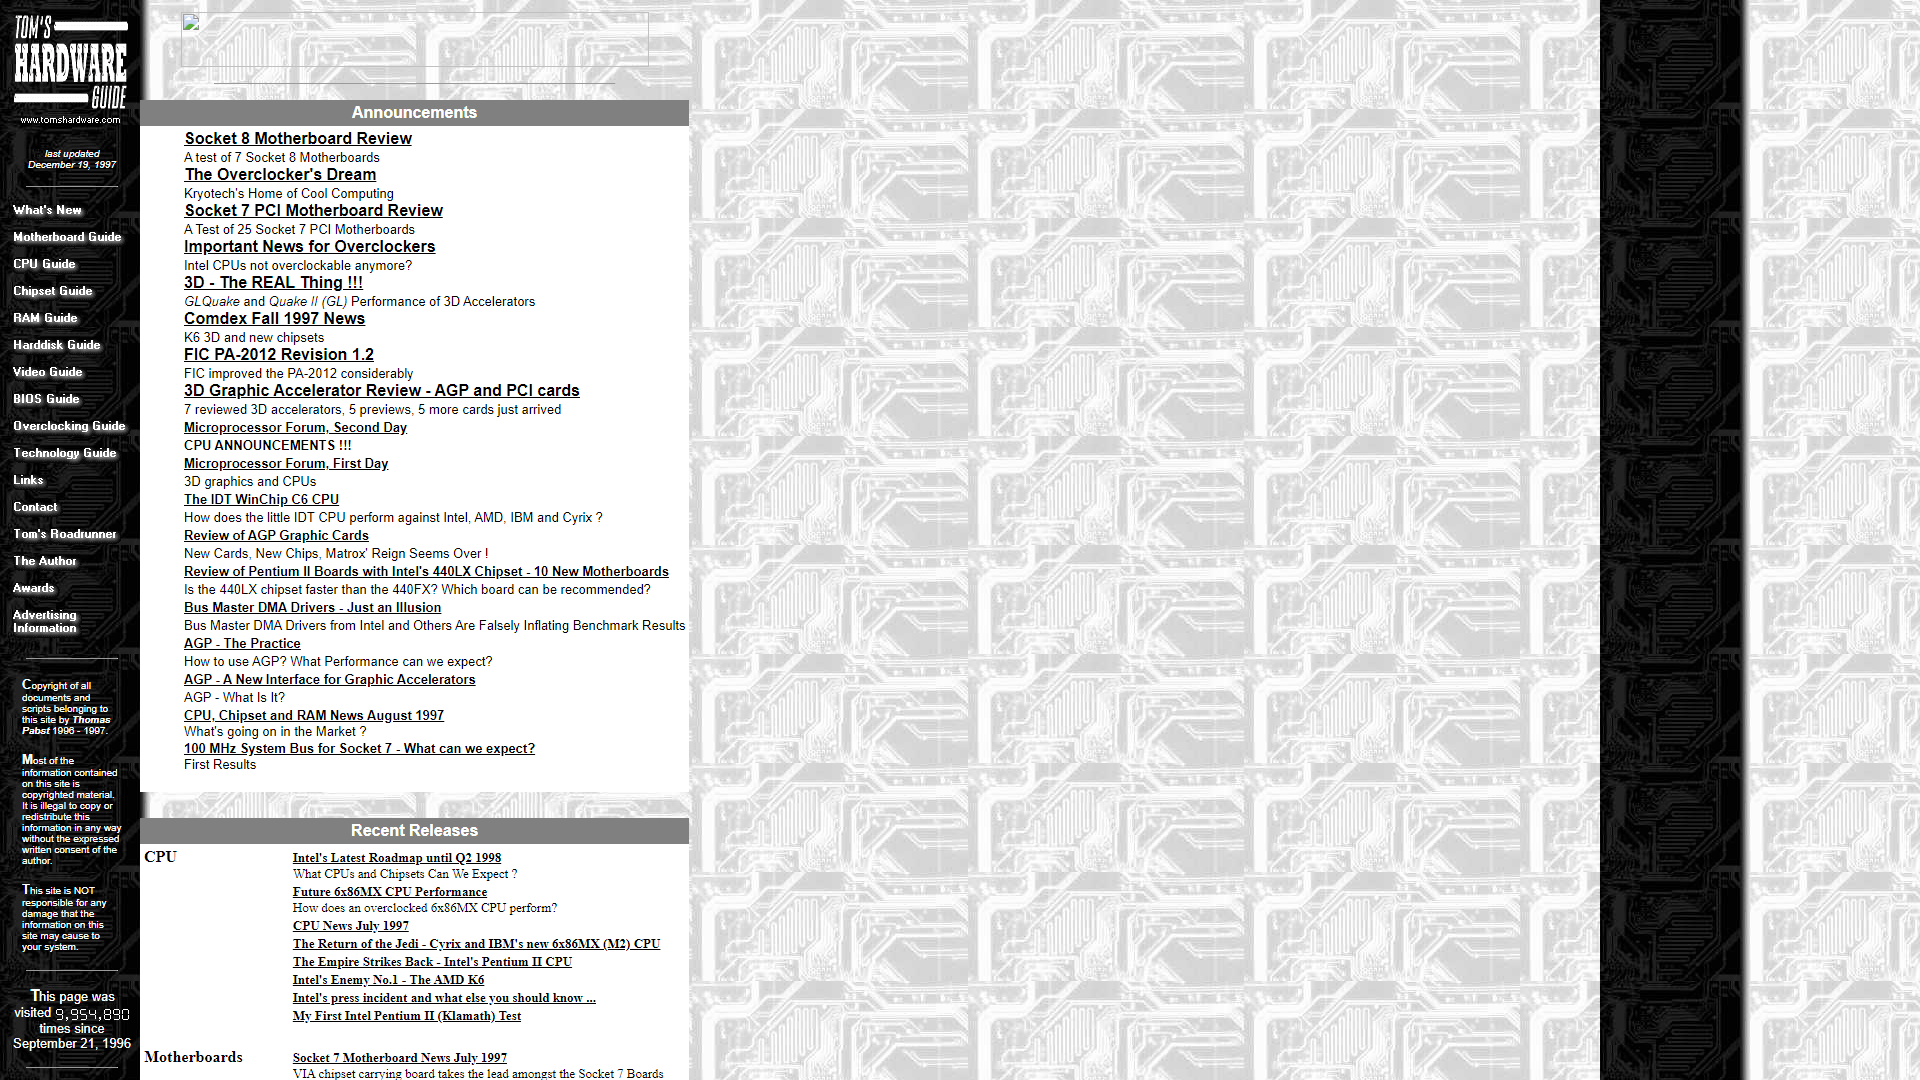 TOM'S
HARDWARE
GUIDE
www.tomshardware.com
last updated
December 19, 1997
What's New
Motherboard Guide
CPU Guide
Chipset Guide
RAM Guide
Harddisk Guide
Video Guide
BIOS Guide
Overclocking Guide
Technology Guide
Links
Contact
Tom's Roadrunner
The Author
Awards
Advertising
Information
Copyright of all
documents and
scripts belonging to
this site by Thomas
Pabst 1996 - 1997.
Most of the
information contained
on this site is
copyrighted material.
It is illegal to copy or
redistribute this
information in any way
without the expressed
written consent of the
author.
This site is NOT
responsible for any
damage that the
information on this
site may cause to
your system.
This page was
visited 9,954,890
times since
September 21, 1996
Announcements
Socket 8 Motherboard Review
A test of 7 Socket 8 Motherboards
The Overclocker's Dream
Kryotech's Home of Cool Computing
Socket 7 PCI Motherboard Review
A Test of 25 Socket 7 PCI Motherboards
Important News for Overclockers
Intel CPUs not overclockable anymore?
3D - The REAL Thing !!!
GLQuake and Quake II (GL) Performance of 3D Accelerators
Comdex Fall 1997 News
K6 3D and new chipsets
FIC PA-2012 Revision 1.2
FIC improved the PA-2012 considerably
3D Graphic Accelerator Review - AGP and PCI cards
7 reviewed 3D accelerators, 5 previews, 5 more cards just arrived
Microprocessor Forum, Second Day
CPU ANNOUNCEMENTS !!!
Microprocessor Forum, First Day
3D graphics and CPUs
The IDT WinChip C6 CPU
How does the little IDT CPU perform against Intel, AMD, IBM and Cyrix ?
Review of AGP Graphic Cards
New Cards, New Chips, Matrox' Reign Seems Over !
Review of Pentium II Boards with Intel's 440LX Chipset - 10 New Motherboards
Is the 440LX chipset faster than the 440FX? Which board can be recommended?
Bus Master DMA Drivers - Just an Illusion
Bus Master DMA Drivers from Intel and Others Are Falsely Inflating Benchmark Results
AGP - The Practice
How to use AGP? What Performance can we expect?
AGP - A New Interface for Graphic Accelerators
AGP - What Is It?
CPU, Chipset and RAM News August 1997
What's going on in the Market ?
100 MHz System Bus for Socket 7 - What can we expect?
First Results
Recent Releases
CPU
Intel's Latest Roadmap until Q2 1998
What CPUs and Chipsets Can We Expect ?
Future 6x86MX CPU Performance
How does an overclocked 6x86MX CPU perform?
CPU News July 1997
The Return of the Jedi - Cyrix and IBM's new 6x86MX (M2) CPU
The Empire Strikes Back - Intel's Pentium II CPU
Intel's Enemy No.1 - The AMD K6
Intel's press incident and what else you should know ...
My First Intel Pentium II (Klamath) Test
Motherboards
Socket 7 Motherboard News July 1997
VIA chipset carrying board takes the lead amongst the Socket 7 Boards